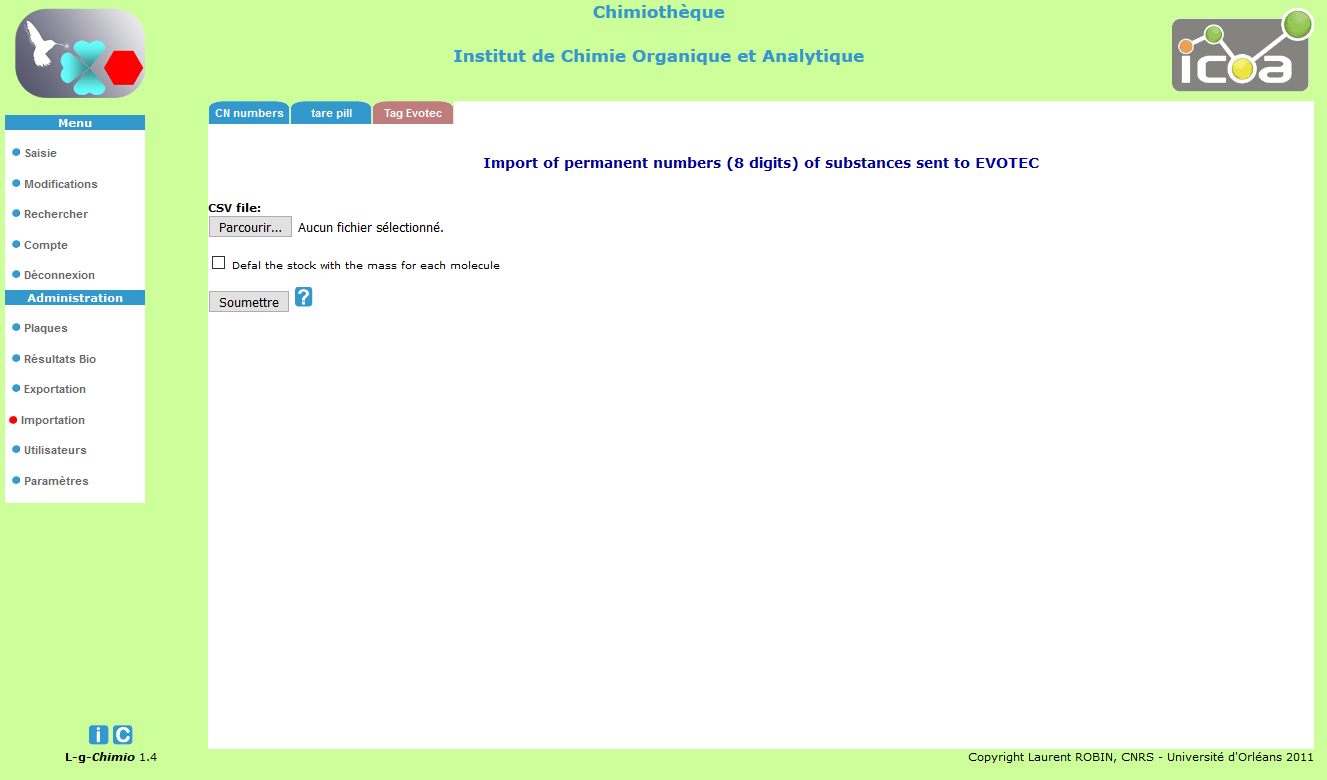 Chimiothèque
Institut de Chimie Organique et Analytique
icoa
Menu
Saisie
Modifications
Rechercher
Compte
Déconnexion
Administration
Plaques
Résultats Bio
Exportation
Importation
Utilisateurs
Paramètres
CN numbers tare pill Tag Evotec
Import of permanent numbers (8 digits) of substances sent to EVOTEC
CSV file:
Parcourir... Aucun fichier sélectionné.
Defal the stock with the mass for each molecule
Soumettre ?
i C
L-g-Chimio 1.4
Copyright Laurent ROBIN, CNRS - Université d'Orléans 2011